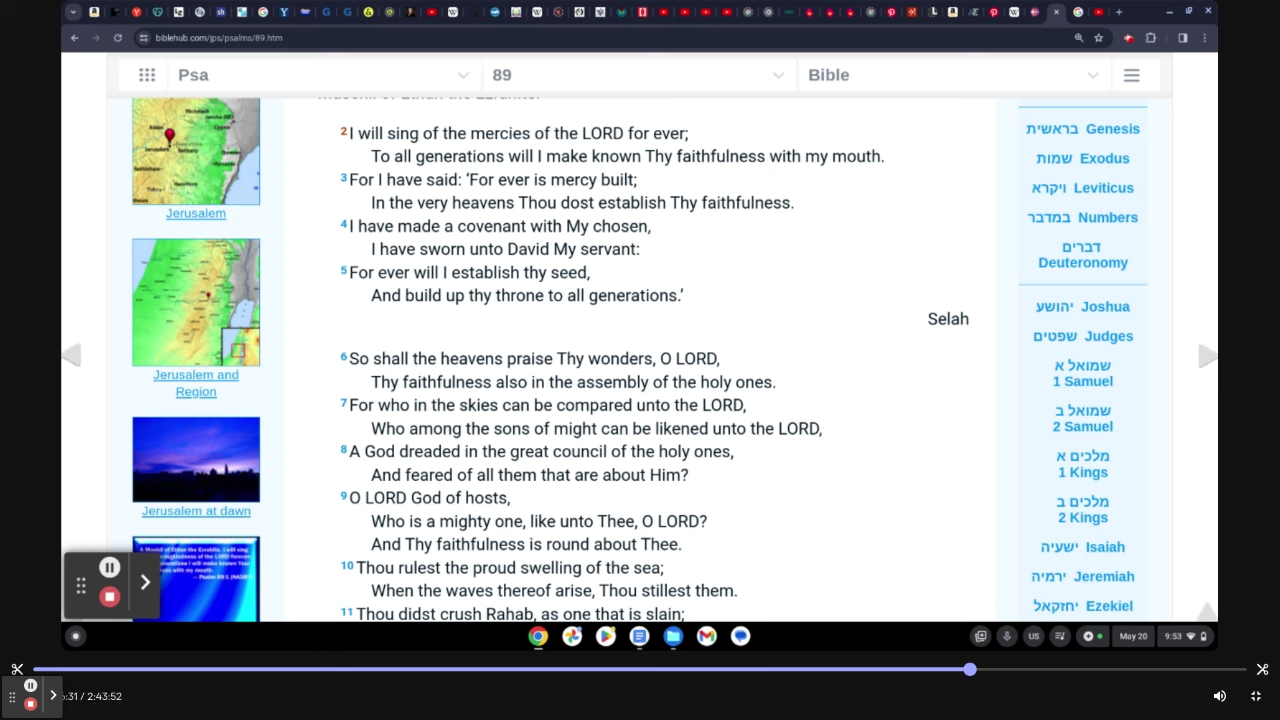 biblehub.com/jps/psalms/89.htm
Psa
89
Bible
2 I will sing of the mercies of the LORD for ever;
To all generations will I make known Thy faithfulness with my mouth.
3 For I have said: ‘For ever is mercy built;
In the very heavens Thou dost establish Thy faithfulness.
4 I have made a covenant with My chosen,
I have sworn unto David My servant:
5 For ever will I establish thy seed,
And build up thy throne to all generations.’
Selah
6 So shall the heavens praise Thy wonders, O LORD,
Thy faithfulness also in the assembly of the holy ones.
7 For who in the skies can be compared unto the LORD,
Who among the sons of might can be likened unto the LORD,
8 A God dreaded in the great council of the holy ones,
And feared of all them that are about Him?
9 O LORD God of hosts,
Who is a mighty one, like unto Thee, O LORD?
And Thy faithfulness is round about Thee.
10 Thou rulest the proud swelling of the sea;
When the waves thereof arise, Thou stillest them.
11 Thou didst crush Rahab, as one that is slain;
Jerusalem
Jerusalem and
Region
Jerusalem at dawn
בראשית Genesis
שמות Exodus
ויקרא Leviticus
במדבר Numbers
דברים
Deuteronomy
יהושע Joshua
שפטים Judges
שמואל א
1 Samuel
שמואל ב
2 Samuel
מלכים א
1 Kings
מלכים ב
2 Kings
ישעיה Isaiah
ירמיה Jeremiah
יחזקאל Ezekiel
US
May 20
9:53
:31 / 2:43:52